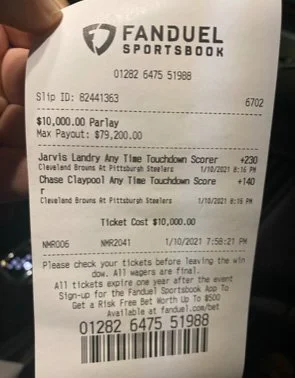 FANDUEL
SPORTSBOOK
01282 6475 51988
Slip ID: 82441363 6702
$10,000.00 Parlay
Max Payout: $79,200.00
Jarvis Landry Any Time Touchdown Scorer +230
Cleveland Browns At Pittsburgh Steelers 1/10/2021 8:16 PM
Chase Claypool Any Time Touchdown Score +140
r
Cleveland Browns At Pittsburgh Steelers 1/10/2021 8:16 PM
Ticket Cost $10,000.00
NMR006 NMR2041 1/10/2021 7:58:21 PM
Please check your tickets before leaving the win
dow. All wagers are final.
All tickets expire one year after the event
Sign-up for the Fanduel Sportsbook App To
Get a Risk Free Bet Worth Up To $500
Available at fanduel.com/bet
01282 6475 51988